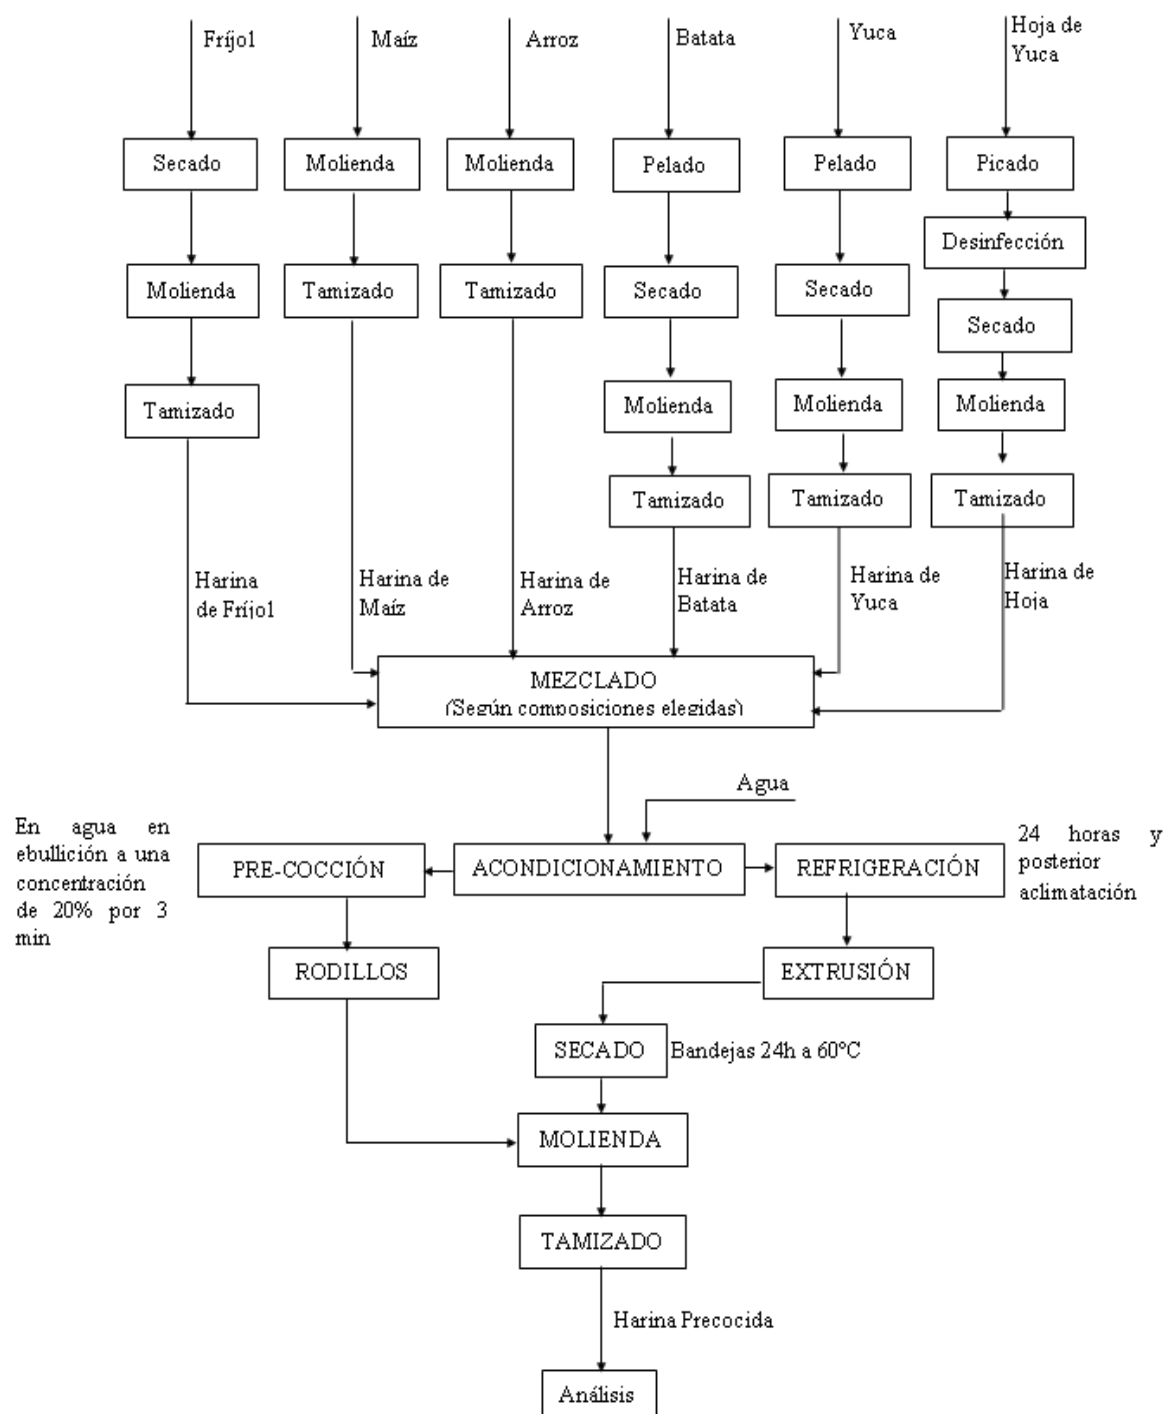 Fríjol
Maíz
Arroz
Batata
Yuca
Hoja de
Yuca
Secado
Molienda
Molienda
Pelado
Pelado
Picado
Desinfección
Molienda
Tamizado
Tamizado
Secado
Secado
Secado
Tamizado
Molienda
Molienda
Molienda
Tamizado
Tamizado
Tamizado
Harina
de Fríjol
Harina de
Maíz
Harina de
Arroz
Harina de
Batata
Harina de
Yuca
Harina de
Hoja
MEZCLADO
(Según composiciones elegidas)
Agua
En agua en
ebullición a una
concentración
de 20% por 3
min
PRE-COCCIÓN
ACONDICIONAMIENTO
REFRIGERACIÓN
24 horas y
posterior
aclimatación
RODILLOS
EXTRUSIÓN
SECADO
Bandejas 24h a 60°C
MOLIENDA
TAMIZADO
Harina Precocida
Análisis